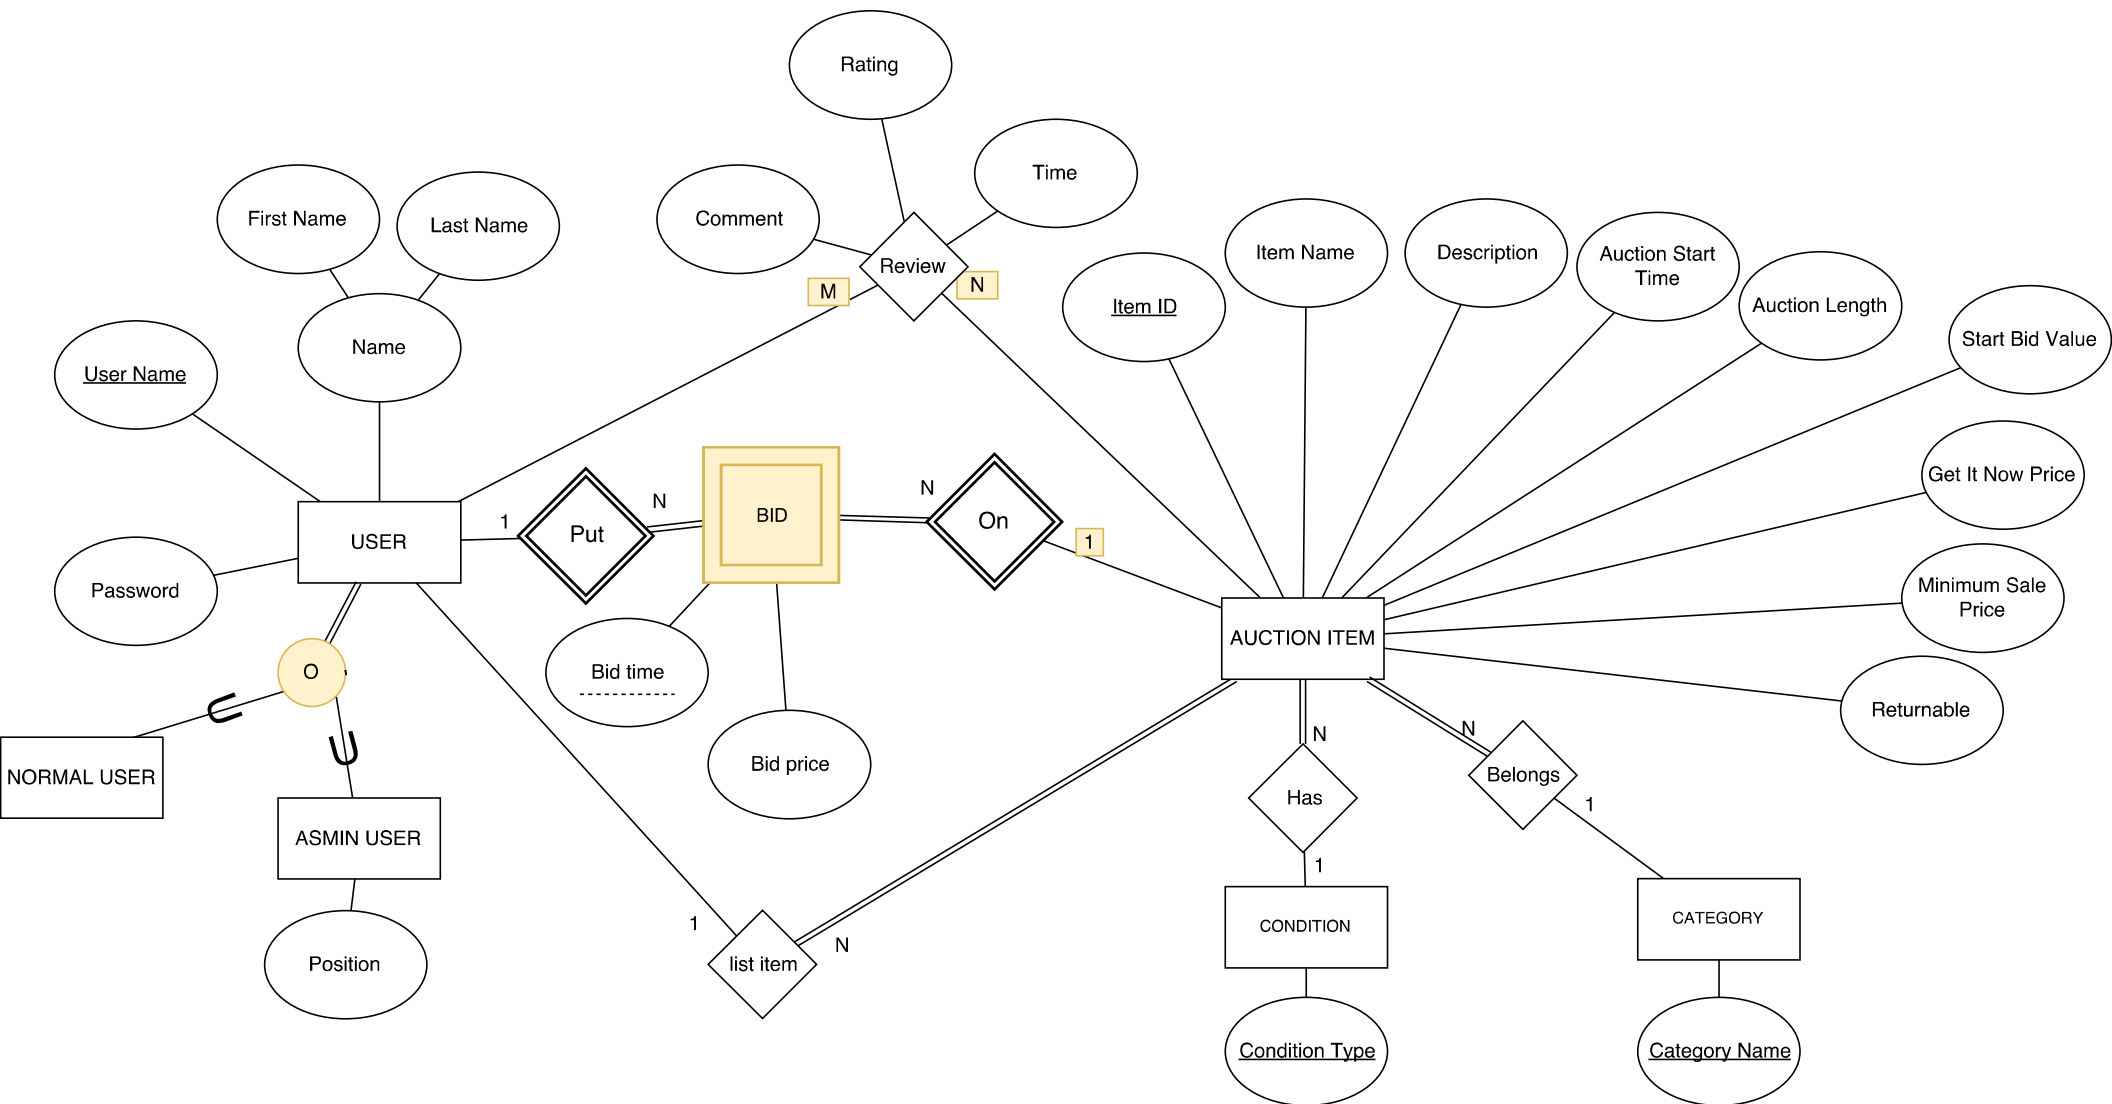 Rating
Time
Comment
First Name
Last Name
Review
M
N
Item ID
Item Name
Description
Auction Start
Time
Auction Length
Start Bid Value
Get It Now Price
Minimum Sale
Price
Returnable
User Name
Name
Password
USER
1
Put
N
BID
N
On
1
AUCTION ITEM
O
Bid time
Bid price
NORMAL USER
ASMIN USER
Position
1
list item
N
N
Has
1
CONDITION
Condition Type
N
Belongs
1
CATEGORY
Category Name